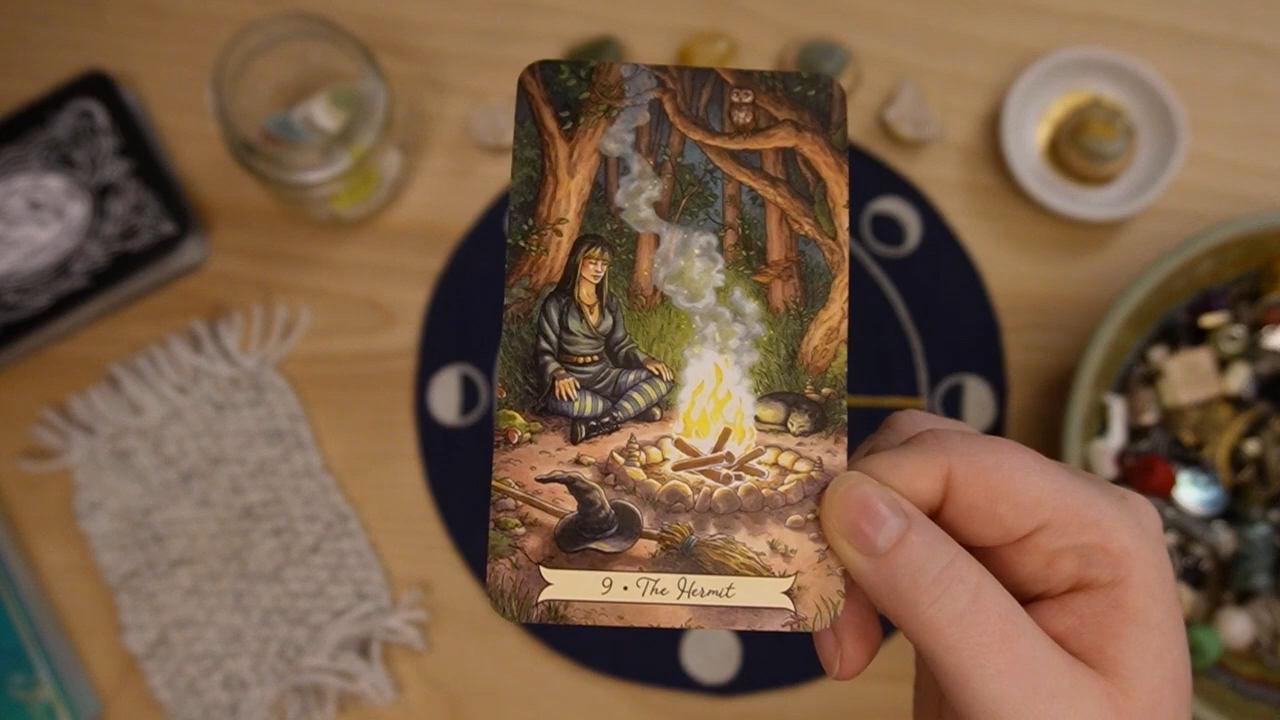 9 • The Hermit